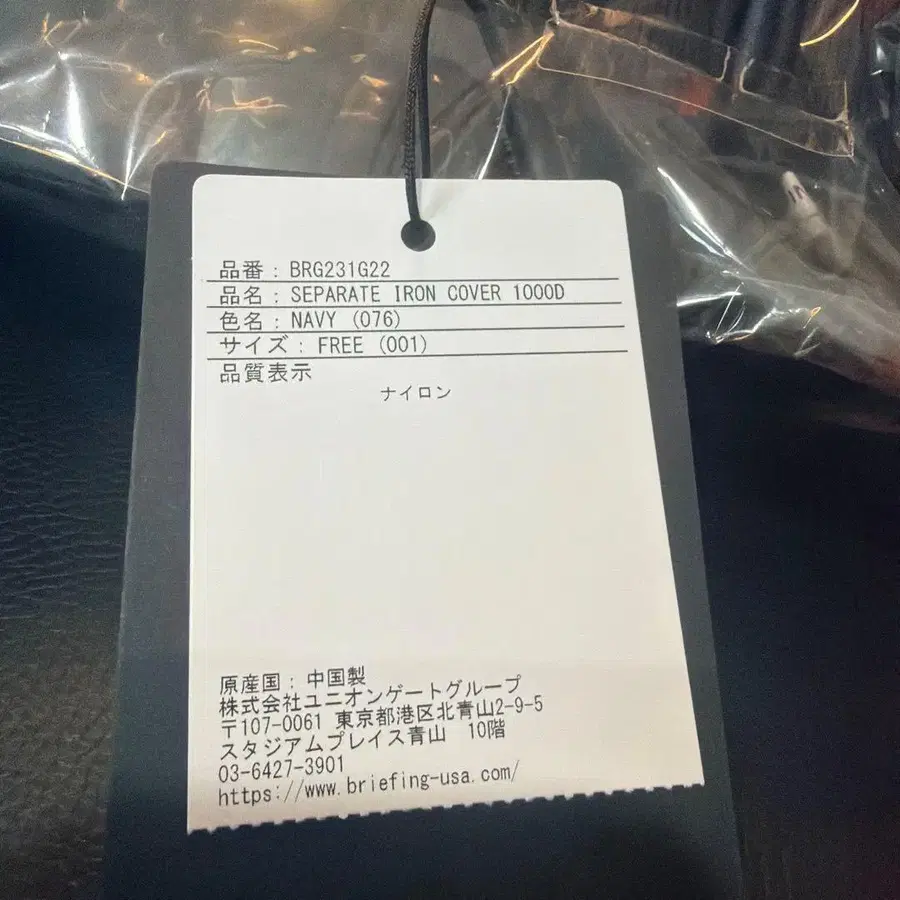 品番 : BRG231G22
品名 : SEPARATE IRON COVER 1000D
色名 : NAVY (076)
サイズ : FREE (001)
品質表示
ナイロン
原産国 : 中国製
株式会社ユニオンゲートグループ
〒107-0061 東京都港区北青山2-9-5
スタジアムプレイス青山 10階
03-6427-3901
https://www.briefing-usa.com/